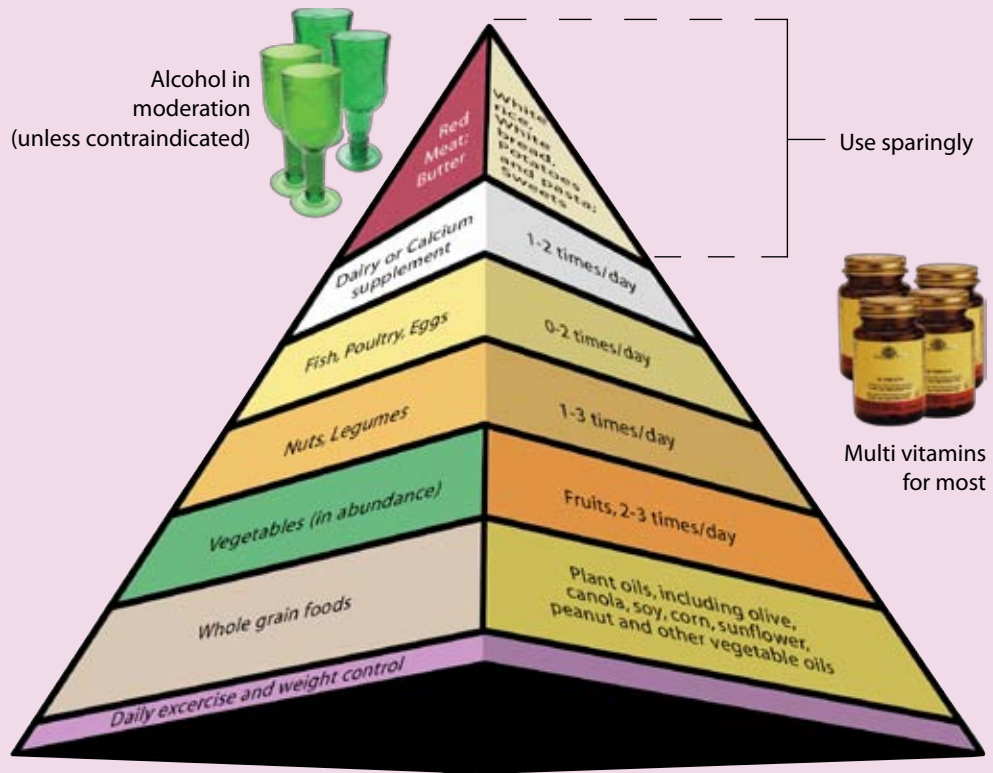 Alcohol in
moderation
(unless contraindicated)
Red
Meat;
Butter
White
rice,
White
bread,
Potatoes
and pasta;
Sweets
Use sparingly
Dairy or Calcium
supplement
1-2 times/day
Fish, Poultry, Eggs
0-2 times/day
Nuts, Legumes
1-3 times/day
Multi vitamins
for most
Vegetables (in abundance)
Fruits, 2-3 times/day
Whole grain foods
Plant oils, including olive,
canola, soy, corn, sunflower,
peanut and other vegetable oils
Daily excercise and weight control